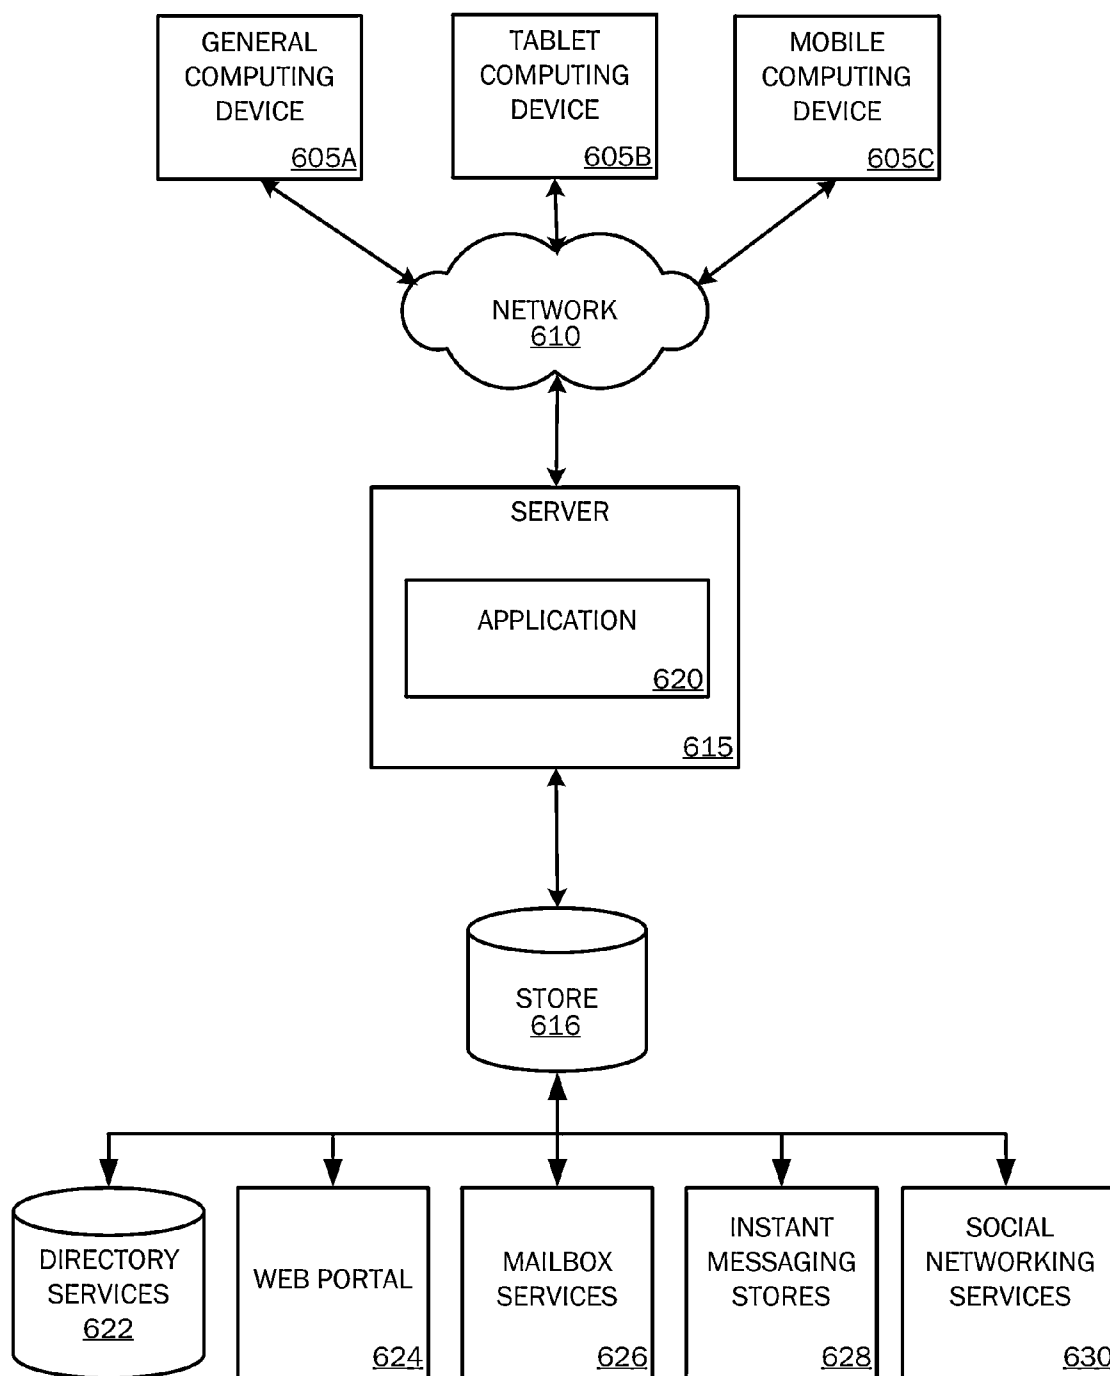 GENERAL
COMPUTING
DEVICE
605A
TABLET
COMPUTING
DEVICE
605B
MOBILE
COMPUTING
DEVICE
605C
NETWORK
610
SERVER
APPLICATION
620
615
STORE
616
DIRECTORY
SERVICES
622
WEB PORTAL
624
MAILBOX
SERVICES
626
INSTANT
MESSAGING
STORES
628
SOCIAL
NETWORKING
SERVICES
630